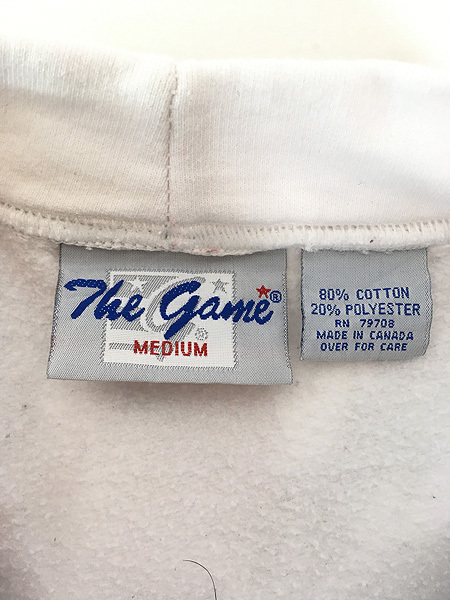 The Game®
MEDIUM
80% COTTON
20% POLYESTER
RN 79708
MADE IN CANADA
OVER FOR CARE